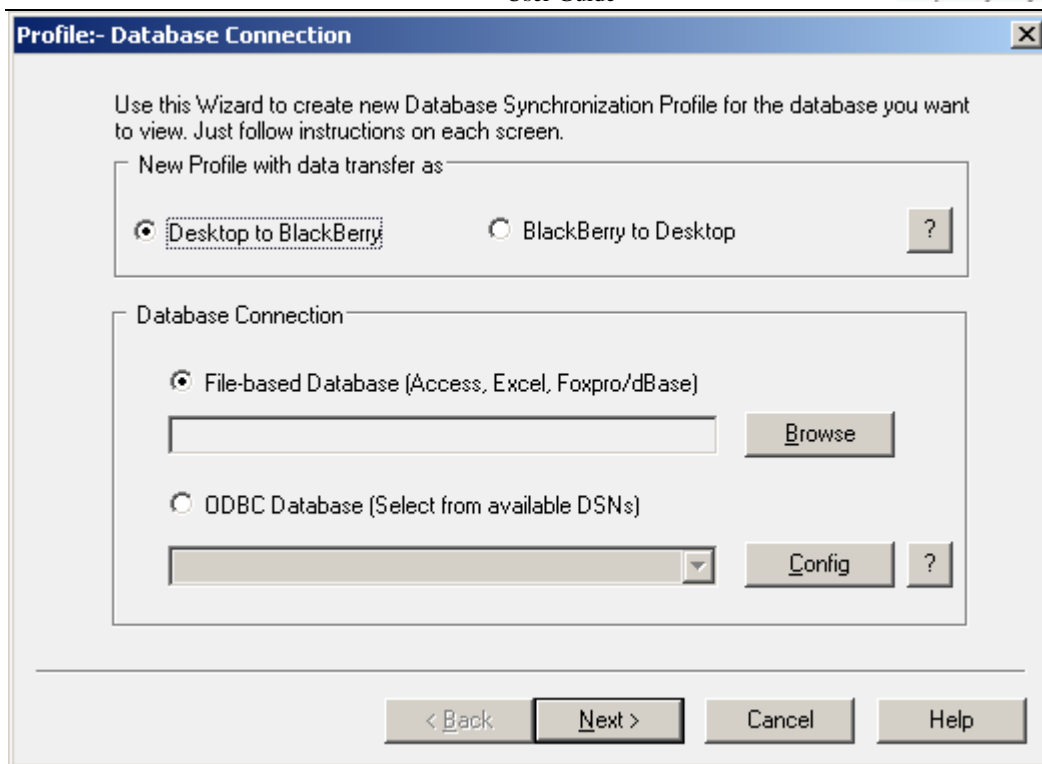 User Guide
Profile:- Database Connection
Use this Wizard to create new Database Synchronization Profile for the database you want
to view. Just follow instructions on each screen.
New Profile with data transfer as
Desktop to BlackBerry
BlackBerry to Desktop
?
Database Connection
File-based Database (Access, Excel, Foxpro/dBase)
Browse
ODBC Database (Select from available DSNs)
Config
?
< Back
Next >
Cancel
Help